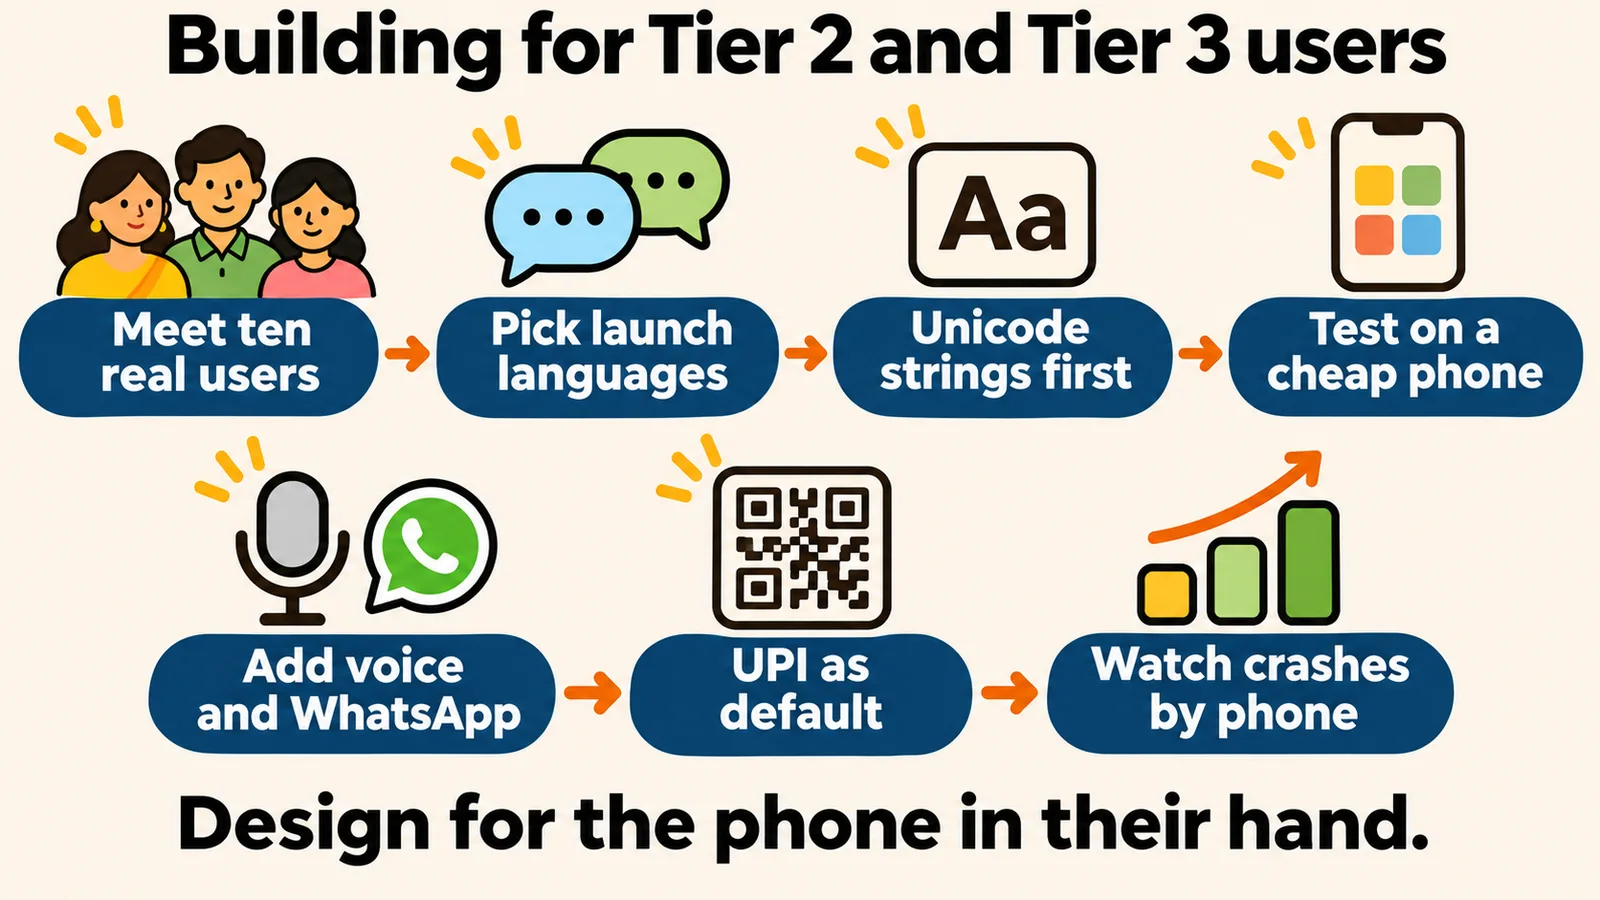 Building for Tier 2 and Tier 3 users
Meet ten
real users
Pick launch
languages
Aa
Unicode
strings first
Test on a
cheap phone
Add voice
and WhatsApp
UPI as
default
Watch crashes
by phone
Design for the phone in their hand.